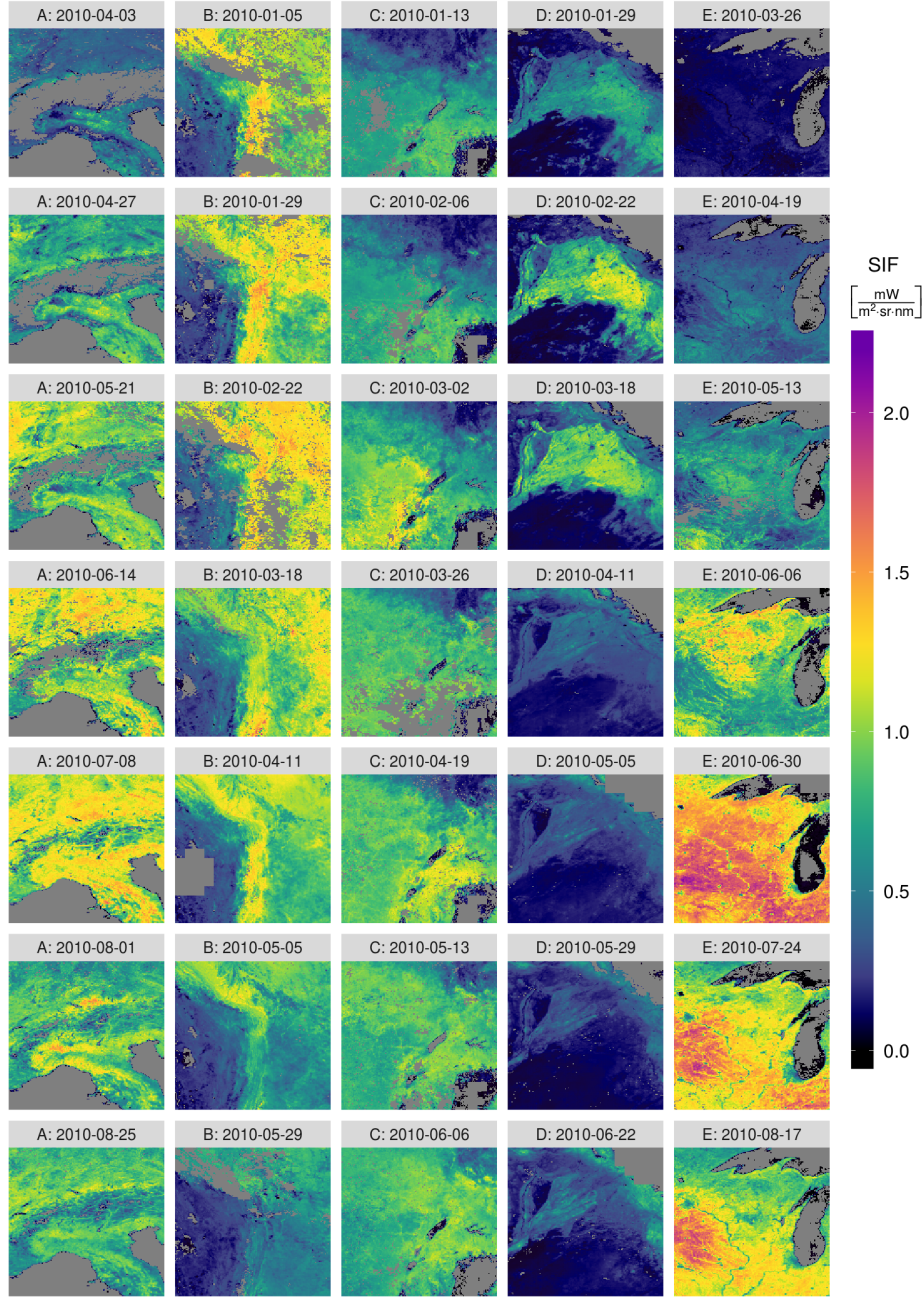 A: 2010-04-03 B: 2010-01-05 C: 2010-01-13 D: 2010-01-29 E: 2010-03-26
A: 2010-04-27 B: 2010-01-29 C: 2010-02-06 D: 2010-02-22 E: 2010-04-19
SIF
[mW / m²·sr·nm]
A: 2010-05-21 B: 2010-02-22 C: 2010-03-02 D: 2010-03-18 E: 2010-05-13
2.0
A: 2010-06-14 B: 2010-03-18 C: 2010-03-26 D: 2010-04-11 E: 2010-06-06
1.5
1.0
A: 2010-07-08 B: 2010-04-11 C: 2010-04-19 D: 2010-05-05 E: 2010-06-30
0.5
A: 2010-08-01 B: 2010-05-05 C: 2010-05-13 D: 2010-05-29 E: 2010-07-24
0.0
A: 2010-08-25 B: 2010-05-29 C: 2010-06-06 D: 2010-06-22 E: 2010-08-17